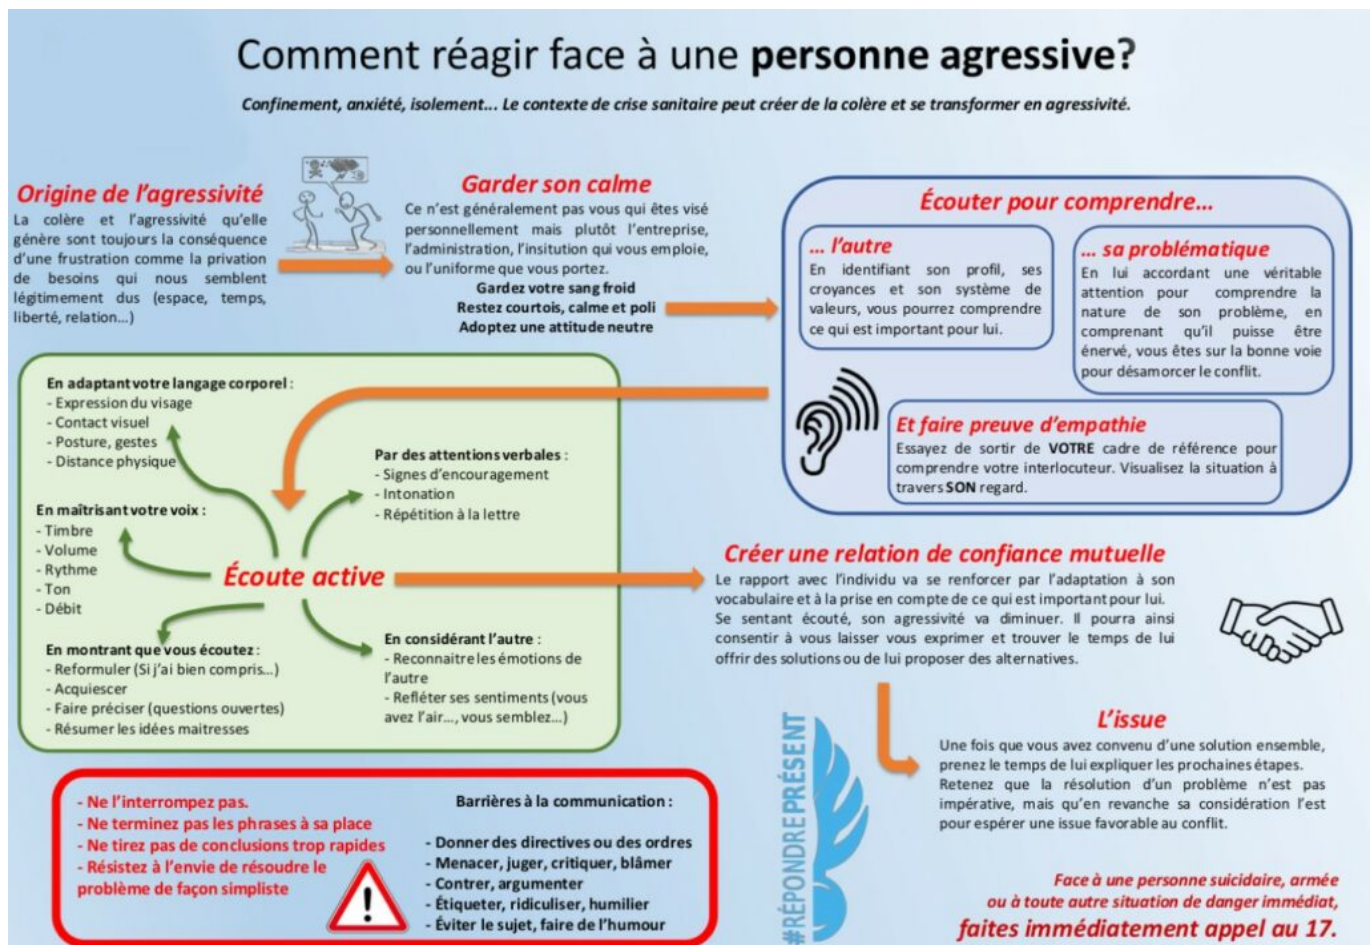 Comment réagir face à une personne agressive?
Confinement, anxiété, isolement... Le contexte de crise sanitaire peut créer de la colère et se transformer en agressivité.
Origine de l'agressivité
La colère et l'agressivité qu'elle
génère sont toujours la conséquence
d'une frustration comme la privation
de besoins qui nous semblent
légitimement dus (espace, temps,
liberté, relation...)
Garder son calme
Ce n'est généralement pas vous qui êtes visé
personnellement mais plutôt l'entreprise,
l'administration, l'insitution qui vous emploie,
ou l'uniforme que vous portez.
Gardez votre sang froid
Restez courtois, calme et poli
Adoptez une attitude neutre
Écouter pour comprendre...
... l'autre
En identifiant son profil, ses
croyances et son système de
valeurs, vous pourrez comprendre
ce qui est important pour lui.
... sa problématique
En lui accordant une véritable
attention pour comprendre la
nature de son problème, en
comprenant qu'il puisse être
énervé, vous êtes sur la bonne voie
pour désamorcer le conflit.
Et faire preuve d'empathie
Essayez de sortir de VOTRE cadre de référence pour
comprendre votre interlocuteur. Visualisez la situation à
travers SON regard.
En adaptant votre langage corporel :
- Expression du visage
- Contact visuel
- Posture, gestes
- Distance physique
Par des attentions verbales :
- Signes d'encouragement
- Intonation
- Répétition à la lettre
En maîtrisant votre voix :
- Timbre
- Volume
- Rythme
- Ton
- Débit
Écoute active
En montrant que vous écoutez :
- Reformuler (Si j'ai bien compris...)
- Acquiescer
- Faire préciser (questions ouvertes)
- Résumer les idées maitresses
En considérant l'autre :
- Reconnaitre les émotions de
l'autre
- Refléter ses sentiments (vous
avez l'air..., vous semblez...)
Créer une relation de confiance mutuelle
Le rapport avec l'individu va se renforcer par l'adaptation à son
vocabulaire et à la prise en compte de ce qui est important pour lui.
Se sentant écouté, son agressivité va diminuer. Il pourra ainsi
consentir à vous laisser vous exprimer et trouver le temps de lui
offrir des solutions ou de lui proposer des alternatives.
L'issue
Une fois que vous avez convenu d'une solution ensemble,
prenez le temps de lui expliquer les prochaines étapes.
Retenez que la résolution d'un problème n'est pas
impérative, mais qu'en revanche sa considération l'est
pour espérer une issue favorable au conflit.
- Ne l'interrompez pas.
- Ne terminez pas les phrases à sa place
- Ne tirez pas de conclusions trop rapides
- Résistez à l'envie de résoudre le
problème de façon simpliste
Barrières à la communication :
- Donner des directives ou des ordres
- Menacer, juger, critiquer, blâmer
- Contrer, argumenter
- Étiqueter, ridiculiser, humilier
- Éviter le sujet, faire de l'humour
#RÉPONDREPRÉSENT
Face à une personne suicidaire, armée
ou à toute autre situation de danger immédiat,
faites immédiatement appel au 17.